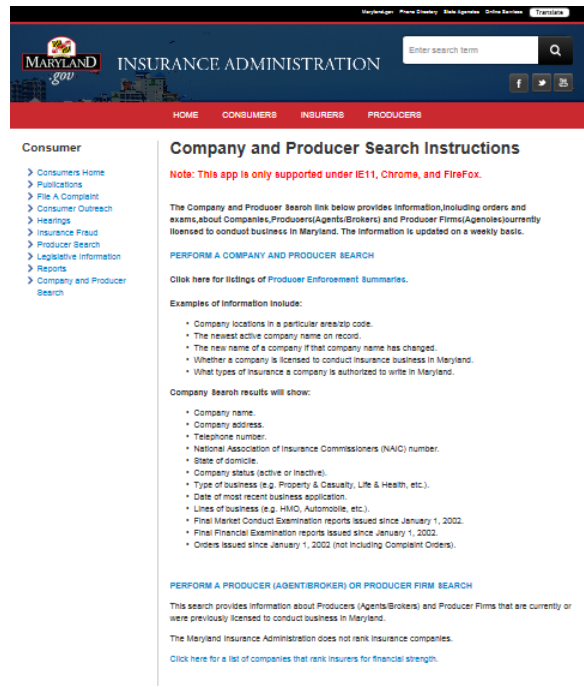 Maryland.gov Phone Directory State Agencies Online Services Translate
MARYLAND
.gov
INSURANCE ADMINISTRATION
Enter search term
HOME CONSUMERS INSURERS PRODUCERS
Consumer
Consumers Home
Publications
File A Complaint
Consumer Outreach
Hearings
Insurance Fraud
Producer Search
Legislative Information
Reports
Company and Producer
Search
Company and Producer Search Instructions
Note: This app is only supported under IE11, Chrome, and FireFox.
The Company and Producer Search link below provides information,including orders and
exams,about Companies,Producers(Agents/Brokers) and Producer Firms(Agencies)currently
licensed to conduct business in Maryland. The information is updated on a weekly basis.
PERFORM A COMPANY AND PRODUCER SEARCH
Click here for listings of Producer Enforcement Summaries.
Examples of information include:
• Company locations in a particular area/zip code.
• The newest active company name on record.
• The new name of a company if that company name has changed.
• Whether a company is licensed to conduct insurance business in Maryland.
• What types of insurance a company is authorized to write in Maryland.
Company Search results will show:
• Company name.
• Company address.
• Telephone number.
• National Association of Insurance Commissioners (NAIC) number.
• State of domicile.
• Company status (active or inactive).
• Type of business (e.g. Property & Casualty, Life & Health, etc.).
• Date of most recent business application.
• Lines of business (e.g. HMO, Automobile, etc.).
• Final Market Conduct Examination reports issued since January 1, 2002.
• Final Financial Examination reports issued since January 1, 2002.
• Orders issued since January 1, 2002 (not including Complaint Orders).
PERFORM A PRODUCER (AGENT/BROKER) OR PRODUCER FIRM SEARCH
This search provides information about Producers (Agents/Brokers) and Producer Firms that are currently or
were previously licensed to conduct business in Maryland.
The Maryland Insurance Administration does not rank insurance companies.
Click here for a list of companies that rank insurers for financial strength.